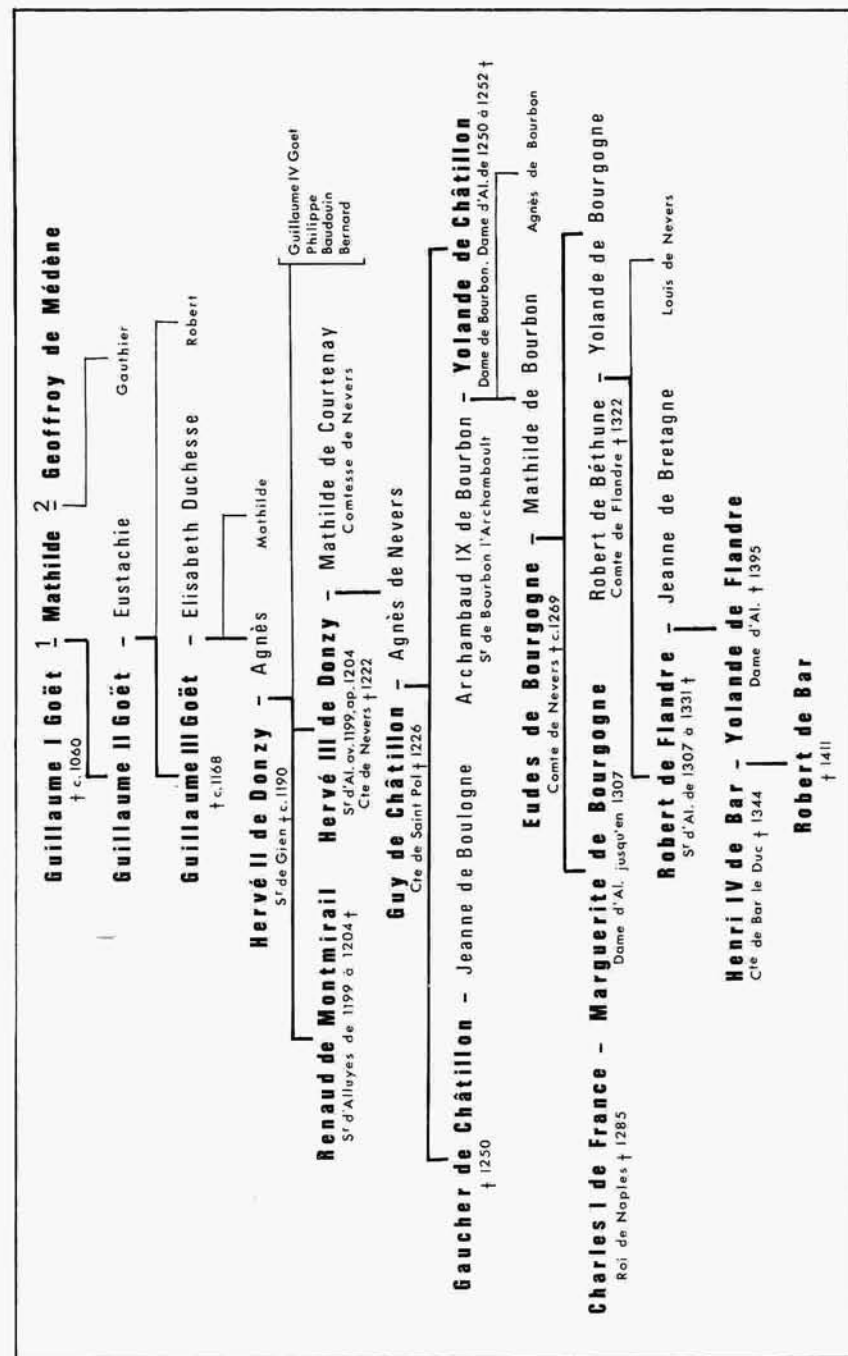 Guillaume I Goët 1 Mathilde 2 Geoffroy de Médène
† c.1060
Gauthier
Guillaume II Goët – Eustachie
Robert
Guillaume III Goët – Elisabeth Duchesse
† c.1168
Mathilde
Hervé II de Donzy – Agnès
Sr de Gien † c.1190
Guillaume IV Goet
Philippe
Baudouin
Bernard
Renaud de Montmirail Hervé III de Donzy – Mathilde de Courtenay
Sr d'Alluyes de 1199 à 1204 † Sr d'Al. av. 1199, ap. 1204 Comtesse de Nevers
Cte de Nevers † 1222
Guy de Châtillon – Agnès de Nevers
Cte de Saint Pol † 1226
Gaucher de Châtillon – Jeanne de Boulogne Archambaud IX de Bourbon – Yolande de Châtillon
† 1250 Sr de Bourbon l'Archambault Dame de Bourbon. Dame d'Al. de 1250 à 1252 †
Eudes de Bourgogne – Mathilde de Bourbon Agnès de Bourbon
Comte de Nevers † c.1269
Charles I de France – Marguerite de Bourgogne Robert de Béthune – Yolande de Bourgogne
Roi de Naples † 1285 Dame d'Al. jusqu'en 1307 Comte de Flandre † 1322
Robert de Flandre – Jeanne de Bretagne Louis de Nevers
Sr d'Al. de 1307 à 1331 †
Henri IV de Bar – Yolande de Flandre
Cte de Bar le Duc † 1344 Dame d'Al. † 1395
Robert de Bar
† 1411